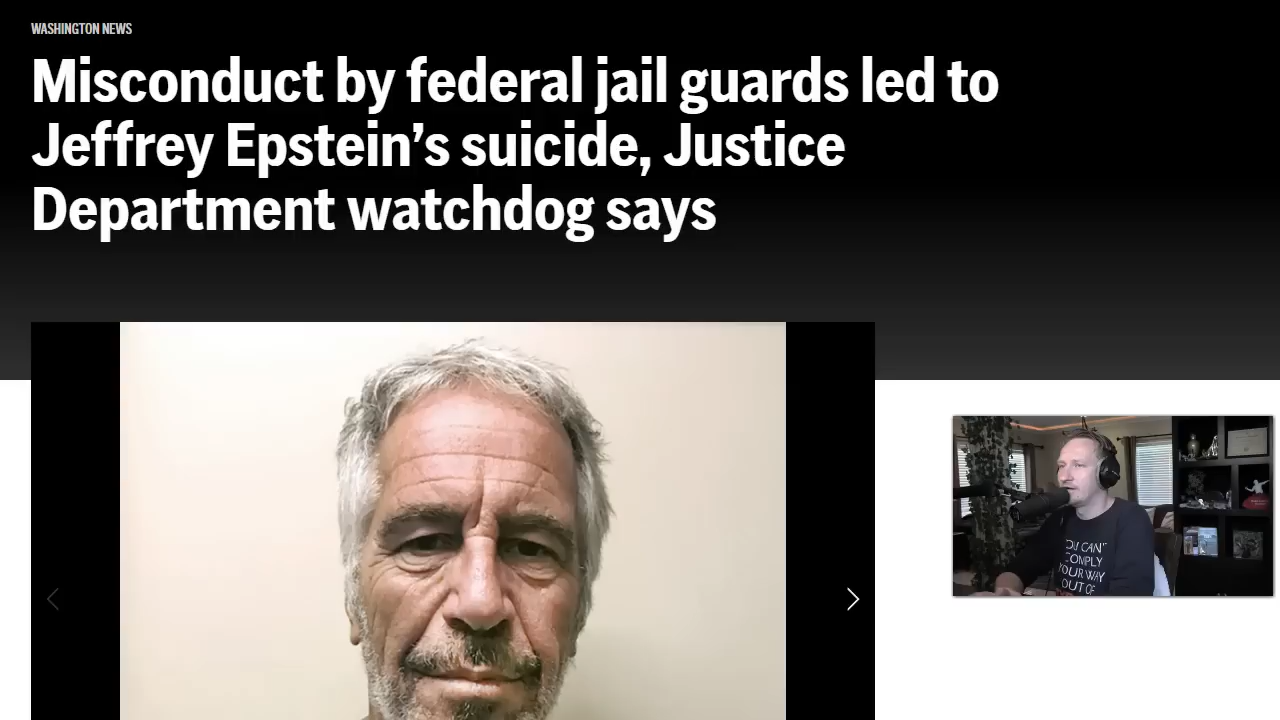 WASHINGTON NEWS
Misconduct by federal jail guards led to
Jeffrey Epstein’s suicide, Justice
Department watchdog says
OU CAN'T
COMPLY
YOUR WAY
OUT OF